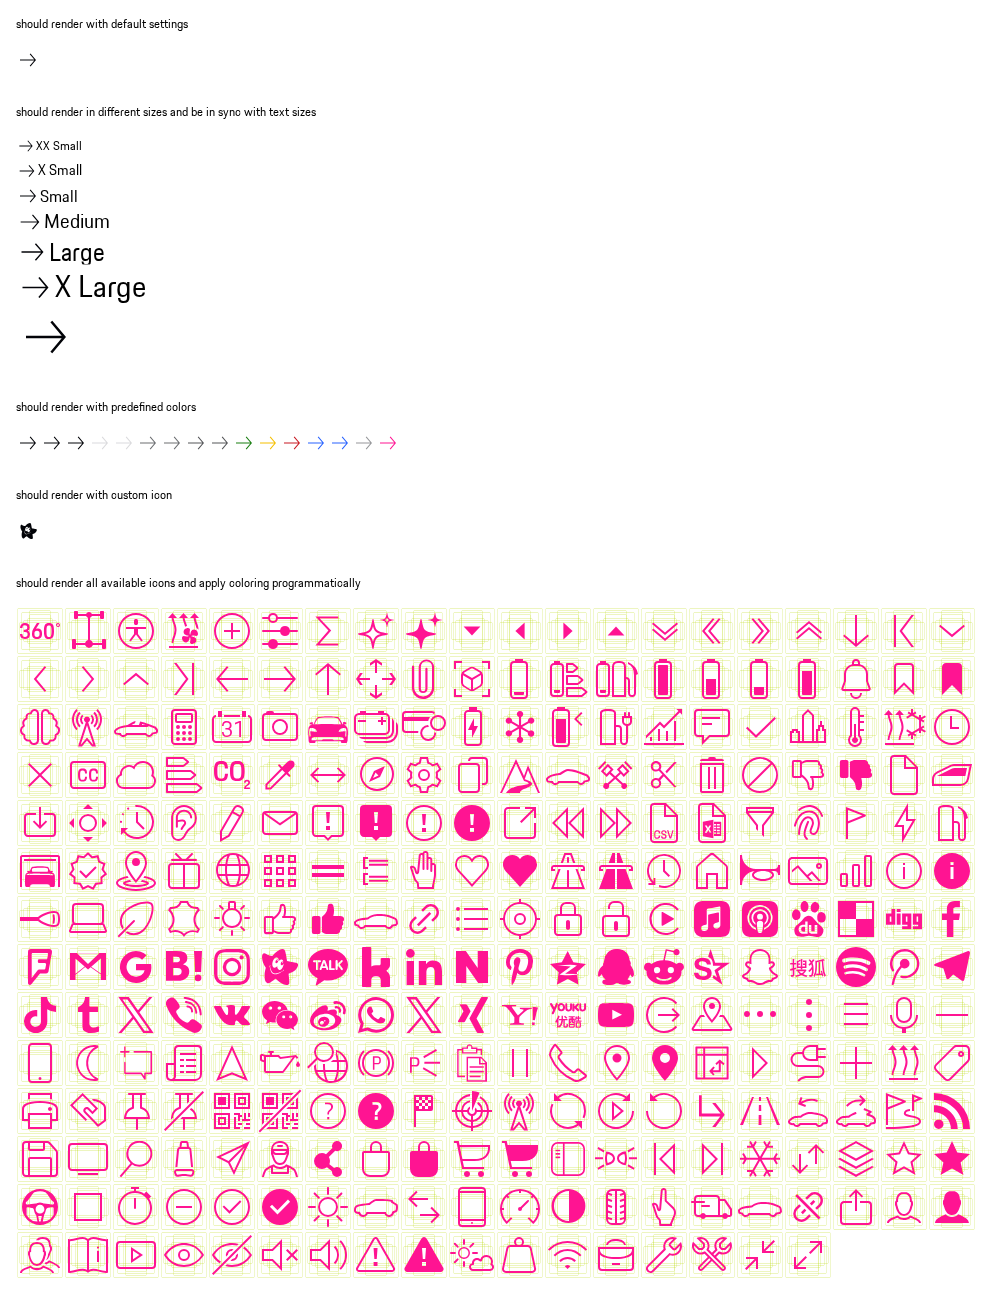 should render with default settings
should render in different sizes and be in sync with text sizes
XX Small
X Small
Small
Medium
Large
X Large
should render with predefined colors
should render with custom icon
should render all available icons and apply coloring programmatically
360°
31
CC
CO2
CSV
X
du
digg
B!
TALK
搜狐
Y!
YOUKU
优酷
P
P